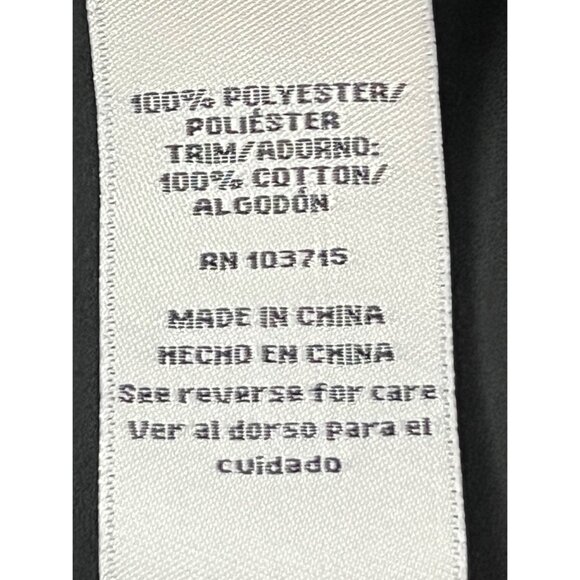 100% POLYESTER/
POLIÉSTER
TRIM/ADORNO:
100% COTTON/
ALGODÓN
RN 103715
MADE IN CHINA
HECHO EN CHINA
See reverse for care
Ver al dorso para el
cuidado